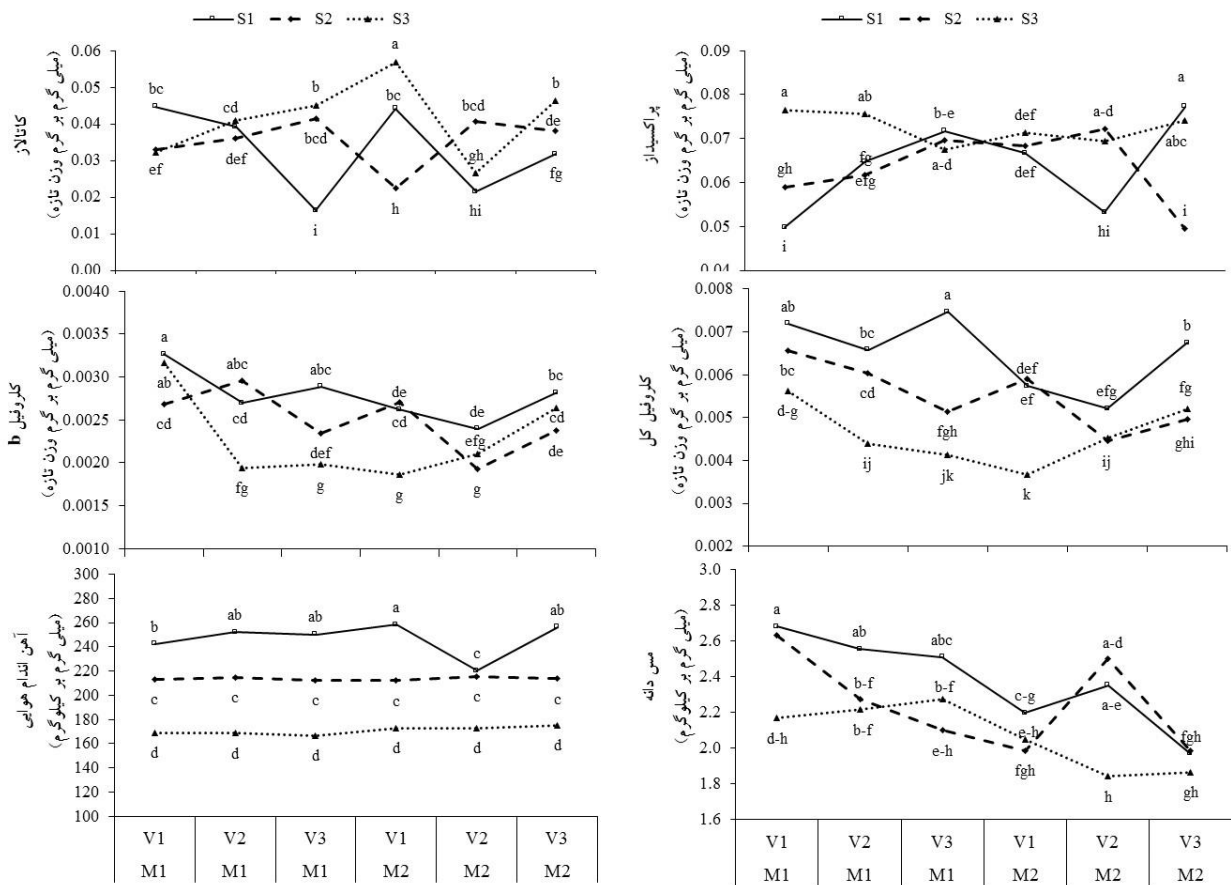 S1 S2 S3
کاتالاز
(میلی گرم بر گرم وزن تازه)
0.06
0.05
0.04
0.03
0.02
0.01
0.00
bc
cd
b
a
bcd
b
ef
def
bcd
bc
gh
de
i
h
hi
fg
S1 S2 S3
پراکسیداز
(میلی گرم بر گرم وزن تازه)
0.09
0.08
0.07
0.06
0.05
0.04
a
ab
b-e
def
a-d
a
gh
fg
efg
a-d
def
abc
i
hi
i
کلروفیل b
(میلی گرم بر گرم وزن تازه)
0.0040
0.0035
0.0030
0.0025
0.0020
0.0015
0.0010
a
abc
abc
de
de
bc
ab
cd
cd
efg
cd
cd
fg
def
g
g
g
de
کلروفیل کل
(میلی گرم بر گرم وزن تازه)
0.008
0.007
0.006
0.005
0.004
0.003
0.002
ab
bc
a
def
efg
b
bc
cd
fgh
ef
fg
d-g
ij
jk
k
ij
ghi
آهن اندام هوایی
(میلی گرم بر کیلوگرم)
300
280
260
240
220
200
180
160
140
120
100
b
ab
ab
a
c
ab
c
c
c
c
c
c
d
d
d
d
d
d
V1 V2 V3 V1 V2 V3
M1 M1 M1 M2 M2 M2
مس دانه
(میلی گرم بر کیلوگرم)
3.0
2.8
2.6
2.4
2.2
2.0
1.8
1.6
a
ab
abc
c-g
a-d
fgh
b-f
b-f
e-h
a-e
d-h
b-f
e-h
fgh
h
gh
V1 V2 V3 V1 V2 V3
M1 M1 M1 M2 M2 M2